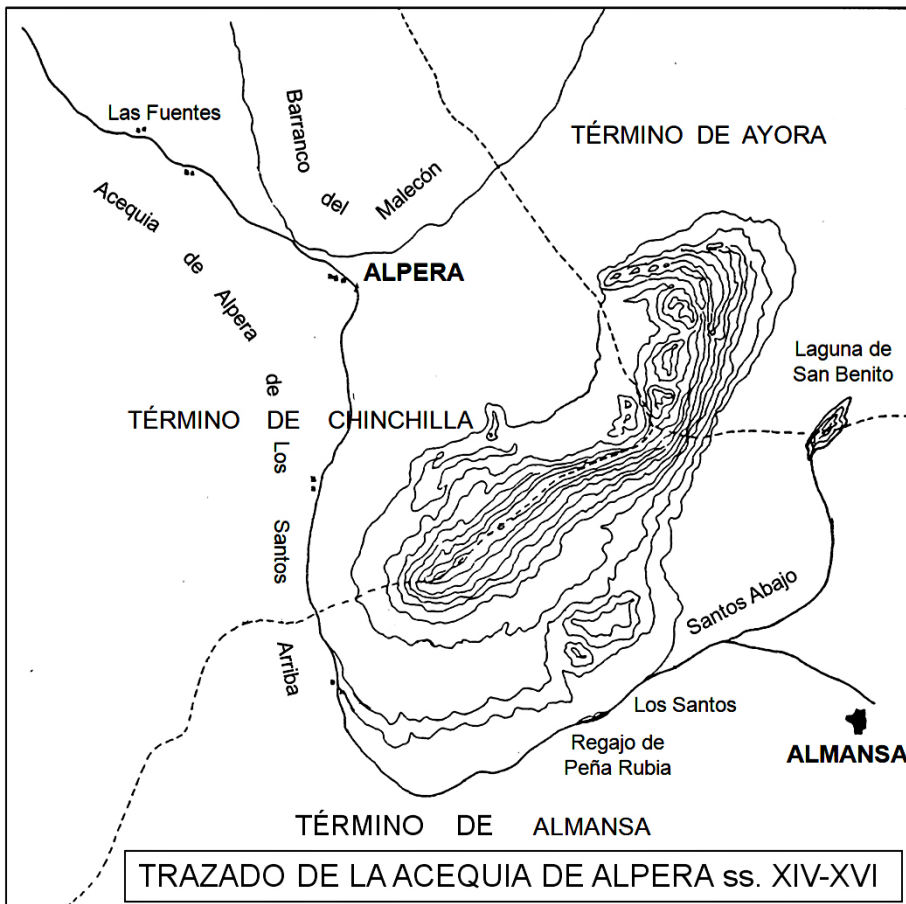 Las Fuentes
Barranco
del
Malecón
TÉRMINO DE AYORA
Acequia
de
Alpera
de
Los
Santos
Arriba
ALPERA
Laguna de
San Benito
TÉRMINO DE CHINCHILLA
Santos Abajo
Los Santos
Regajo de
Peña Rubia
ALMANSA
TÉRMINO DE ALMANSA
TRAZADO DE LA ACEQUIA DE ALPERA ss. XIV-XVI